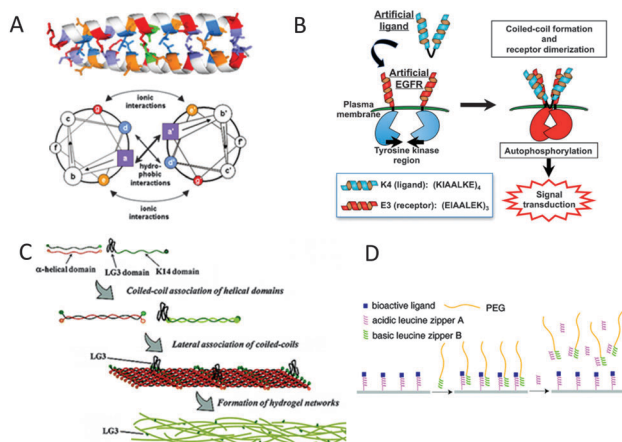 A
ionic
interactions
g
e'
c
b
f
d
a
e
a'
d'
g'
b'
c'
f'
hydro-
phobic
interactions
ionic
interactions
B
Artificial
ligand
Artificial
EGFR
Plasma
membrane
Tyrosine kinase
region
Coiled-coil formation
and
receptor dimerization
Autophosphorylation
Signal
transduction
K4 (ligand): (KIAALKE)4
E3 (receptor): (EIAALEK)3
C
α-helical domain
LG3 domain
K14 domain
Coiled-coil association of helical domains
LG3
Lateral association of coiled-coils
Formation of hydrogel networks
LG3
D
bioactive ligand
PEG
acidic leucine zipper A
basic leucine zipper B